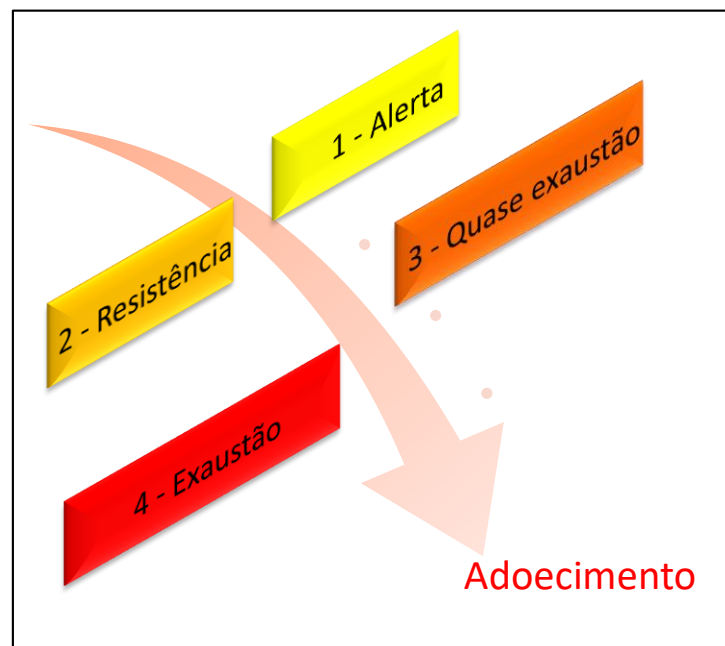 1 - Alerta
2 - Resistência
3 - Quase exaustão
4 - Exaustão
Adoecimento